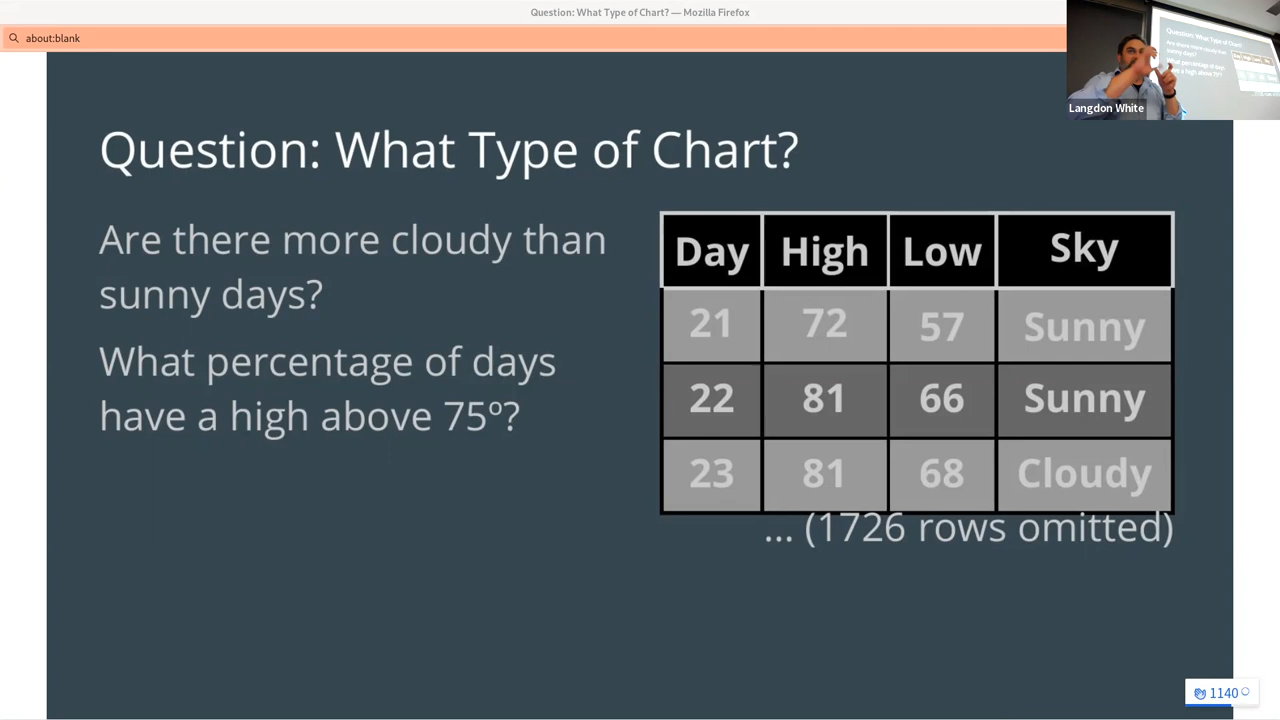 Question: What Type of Chart? — Mozilla Firefox
about:blank
Langdon White
Question: What Type of Chart?
Are there more cloudy than
sunny days?
What percentage of days
have a high above 75º?
Day High Low Sky
21 72 57 Sunny
22 81 66 Sunny
23 81 68 Cloudy
... (1726 rows omitted)
1140